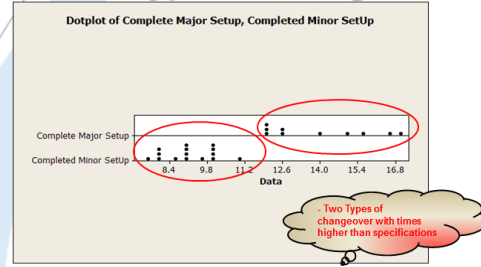 Dotplot of Complete Major Setup, Completed Minor SetUp
Complete Major Setup
Completed Minor SetUp
8.4 9.8 11.2 12.6 14.0 15.4 16.8
Data
- Two Types of
changeover with times
higher than specifications